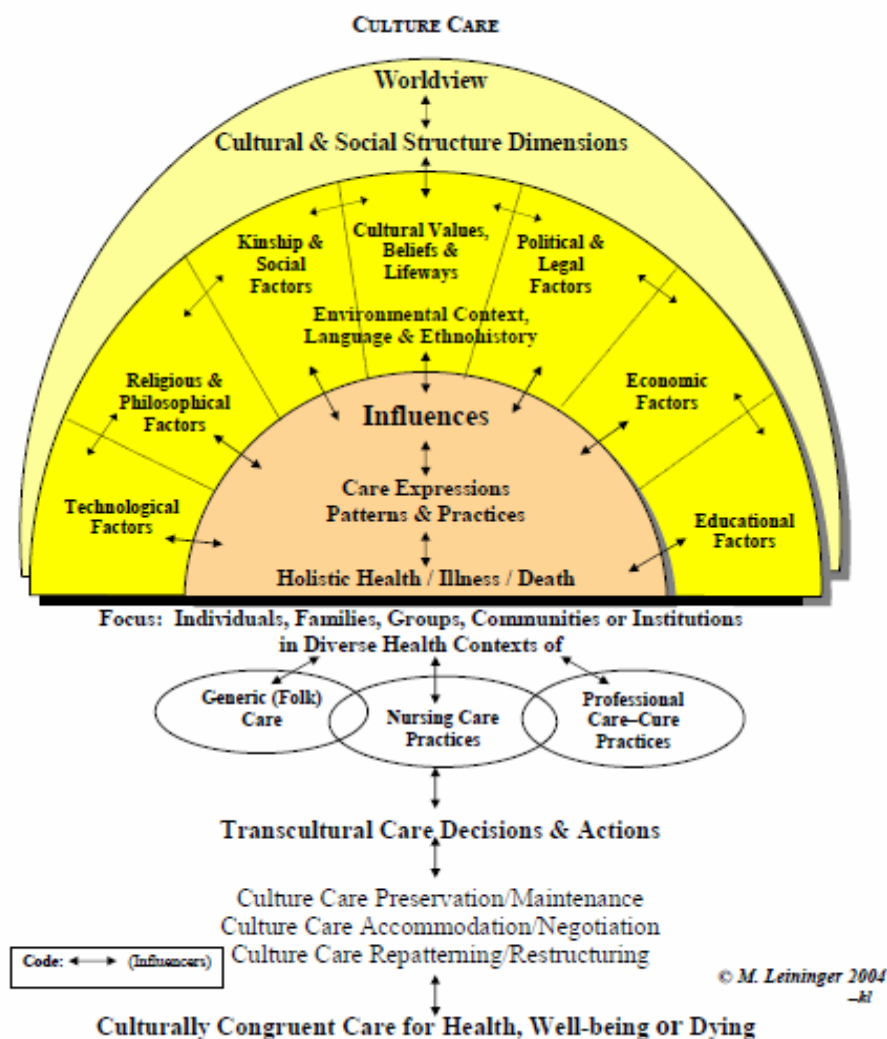 CULTURE CARE
Worldview
Cultural & Social Structure Dimensions
Kinship &
Social
Factors
Cultural Values,
Beliefs &
Lifeways
Political &
Legal
Factors
Environmental Context,
Language & Ethnohistory
Religious &
Philosophical
Factors
Economic
Factors
Technological
Factors
Educational
Factors
Influences
Care Expressions
Patterns & Practices
Holistic Health / Illness / Death
Focus: Individuals, Families, Groups, Communities or Institutions
in Diverse Health Contexts of
Generic (Folk)
Care
Nursing Care
Practices
Professional
Care–Cure
Practices
Transcultural Care Decisions & Actions
Culture Care Preservation/Maintenance
Culture Care Accommodation/Negotiation
Culture Care Repatterning/Restructuring
Code: (Influencers)
© M. Leininger 2004
–kl
Culturally Congruent Care for Health, Well-being or Dying